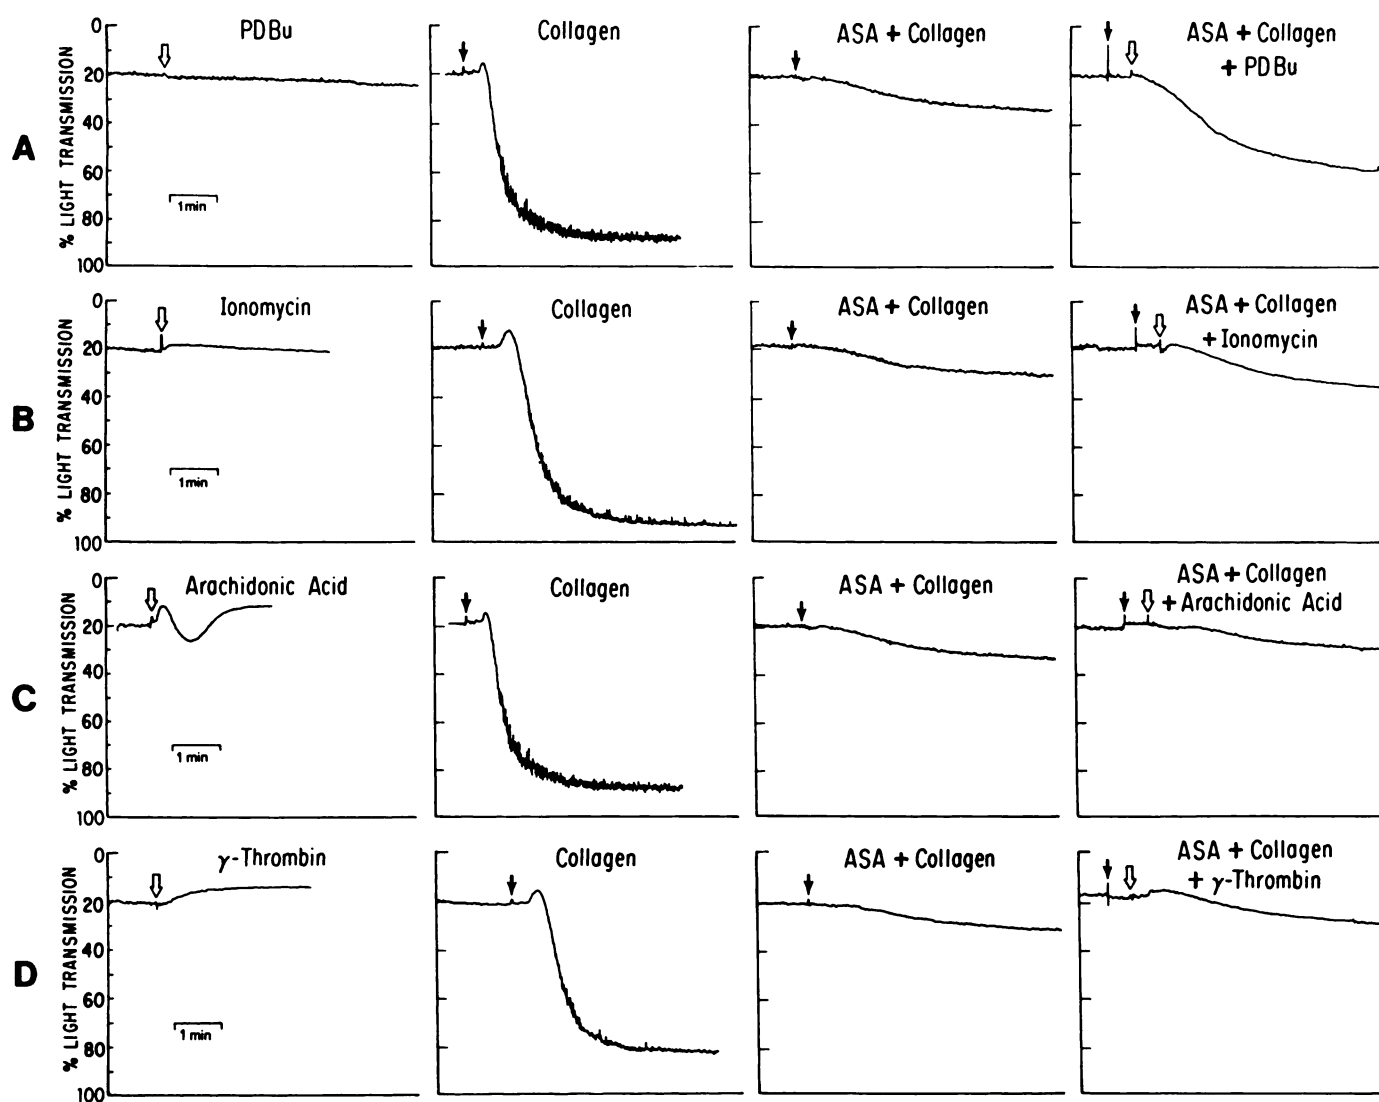 PDBu
Collagen
ASA + Collagen
ASA + Collagen
+ PDBu
A
% LIGHT TRANSMISSION
0
20
40
60
80
100
1 min
Ionomycin
Collagen
ASA + Collagen
ASA + Collagen
+ Ionomycin
B
% LIGHT TRANSMISSION
0
20
40
60
80
100
1 min
Arachidonic Acid
Collagen
ASA + Collagen
ASA + Collagen
+ Arachidonic Acid
C
% LIGHT TRANSMISSION
0
20
40
60
80
100
1 min
γ-Thrombin
Collagen
ASA + Collagen
ASA + Collagen
+ γ-Thrombin
D
% LIGHT TRANSMISSION
0
20
40
60
80
100
1 min